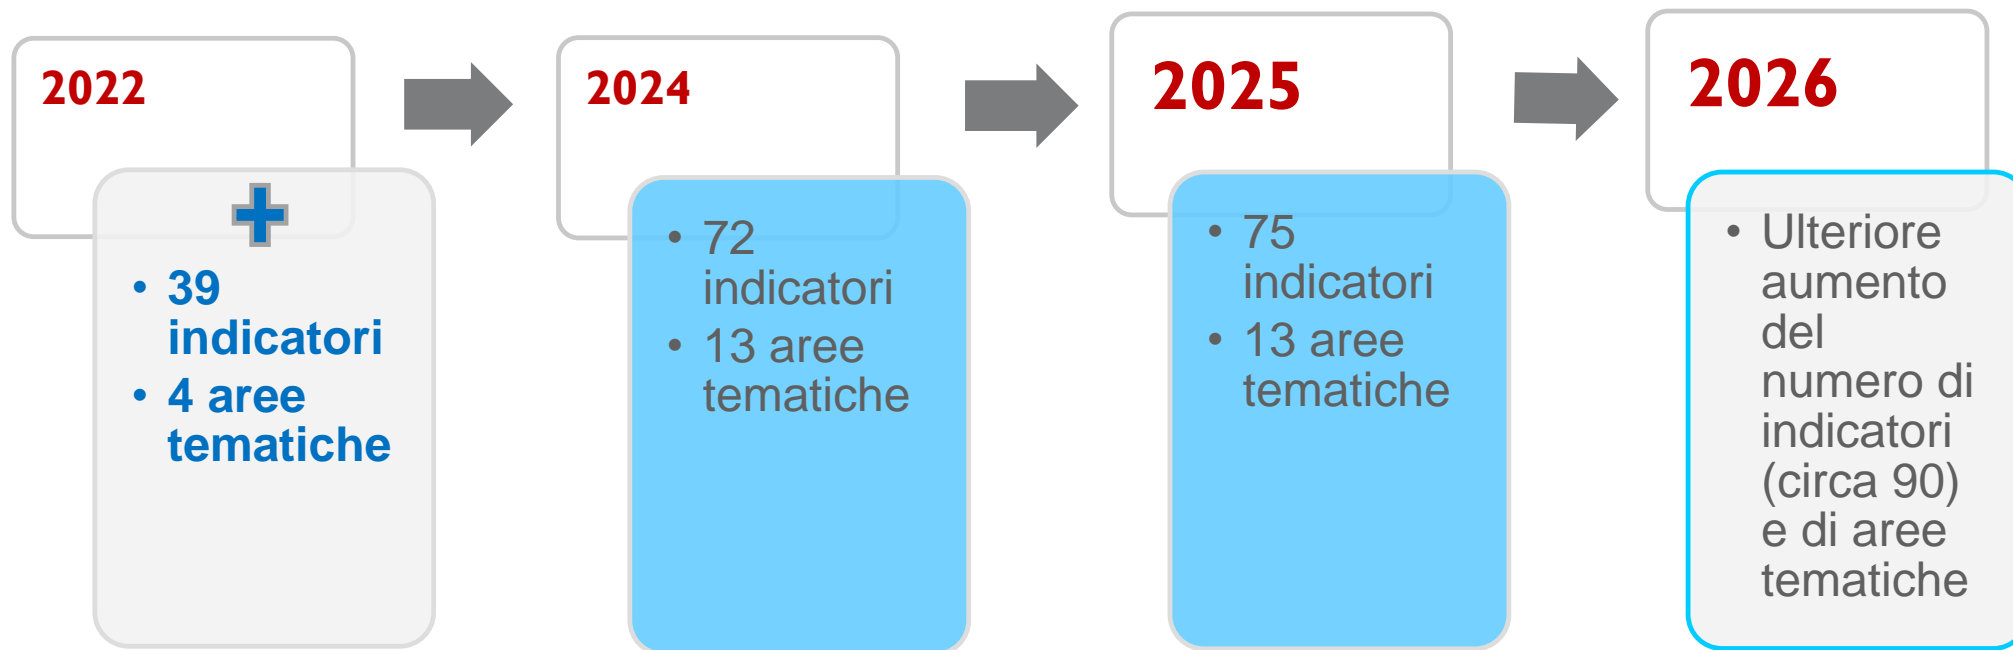 2022
• 39
indicatori
• 4 aree
tematiche
2024
• 72
indicatori
• 13 aree
tematiche
2025
• 75
indicatori
• 13 aree
tematiche
2026
• Ulteriore
aumento
del
numero di
indicatori
(circa 90)
e di aree
tematiche